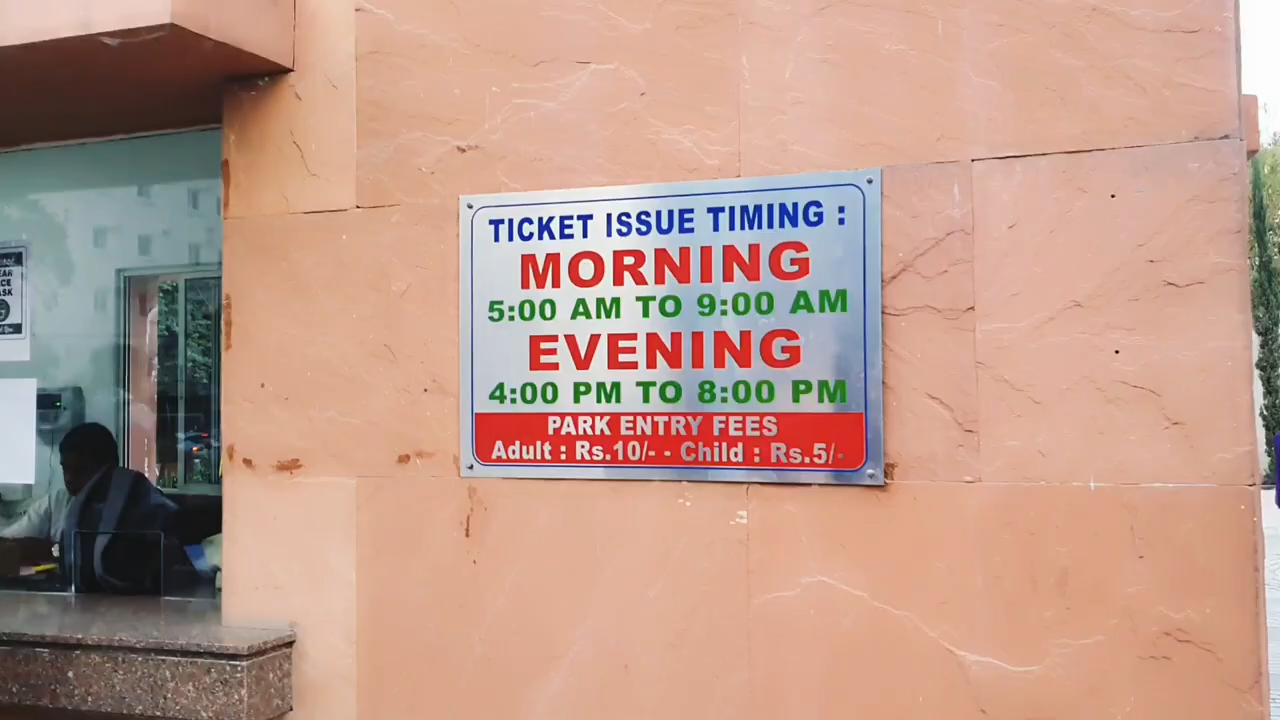 TICKET ISSUE TIMING :
MORNING
5:00 AM TO 9:00 AM
EVENING
4:00 PM TO 8:00 PM
PARK ENTRY FEES
Adult : Rs.10/- - Child : Rs.5/-